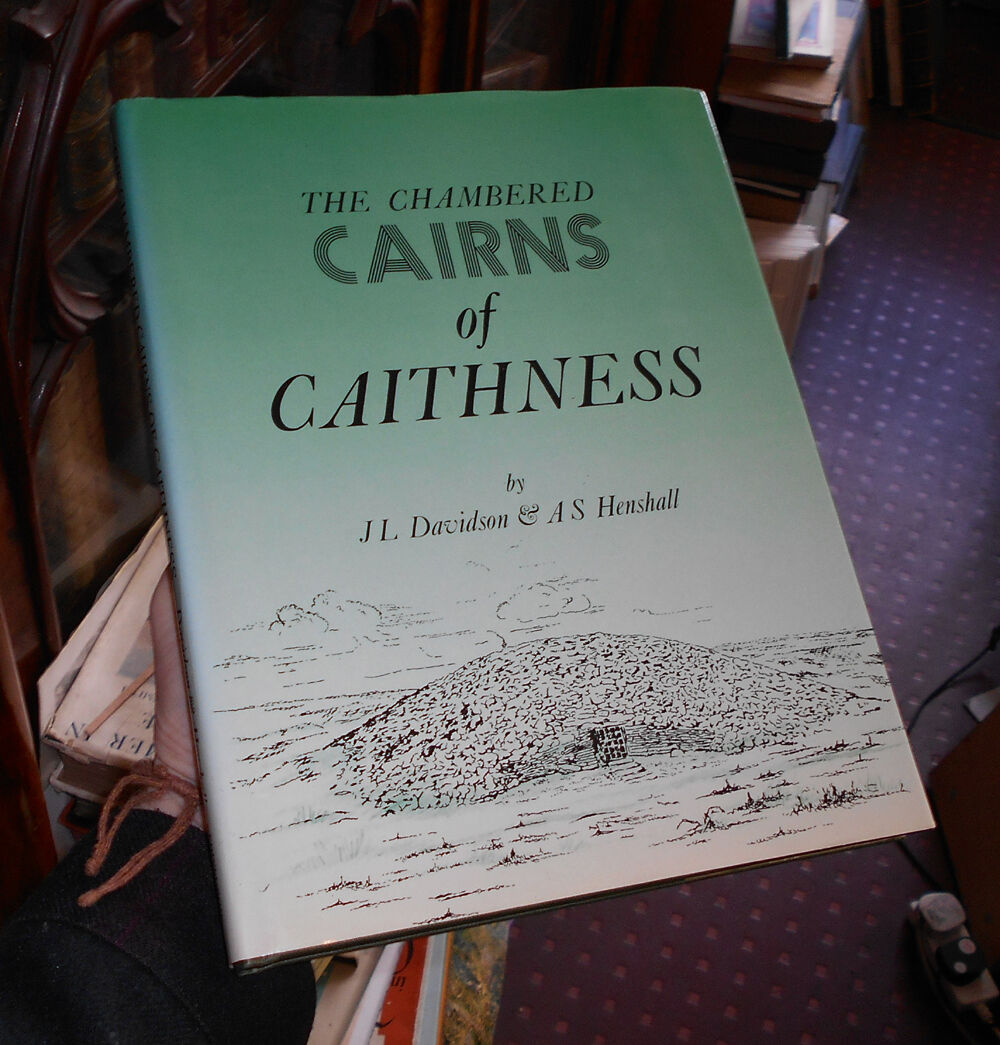 THE CHAMBERED
CAIRNS
of
CAITHNESS
by
J L Davidson & A S Henshall